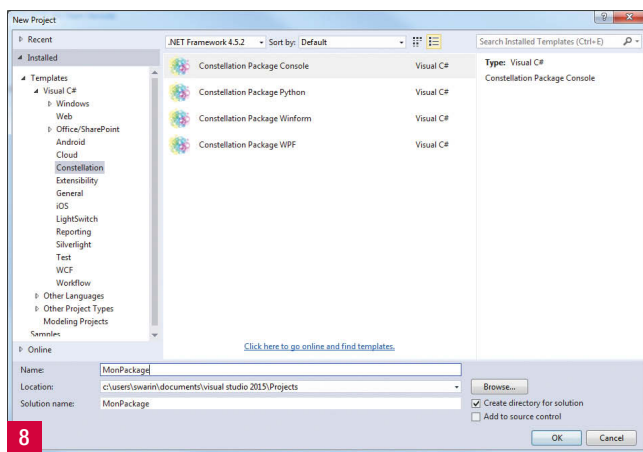 New Project
Recent
.NET Framework 4.5.2
Sort by: Default
Search Installed Templates (Ctrl+E)
Installed
Templates
Visual C#
Windows
Web
Office/SharePoint
Android
Cloud
Constellation
Extensibility
General
iOS
LightSwitch
Reporting
Silverlight
Test
WCF
Workflow
Other Languages
Other Project Types
Modeling Projects
Samples
Online
Constellation Package Console Visual C#
Constellation Package Python Visual C#
Constellation Package Winform Visual C#
Constellation Package WPF Visual C#
Click here to go online and find templates.
Type: Visual C#
Constellation Package Console
Name: MonPackage
Location: c:\users\swarin\documents\visual studio 2015\Projects
Browse...
Solution name: MonPackage
Create directory for solution
Add to source control
OK Cancel
8